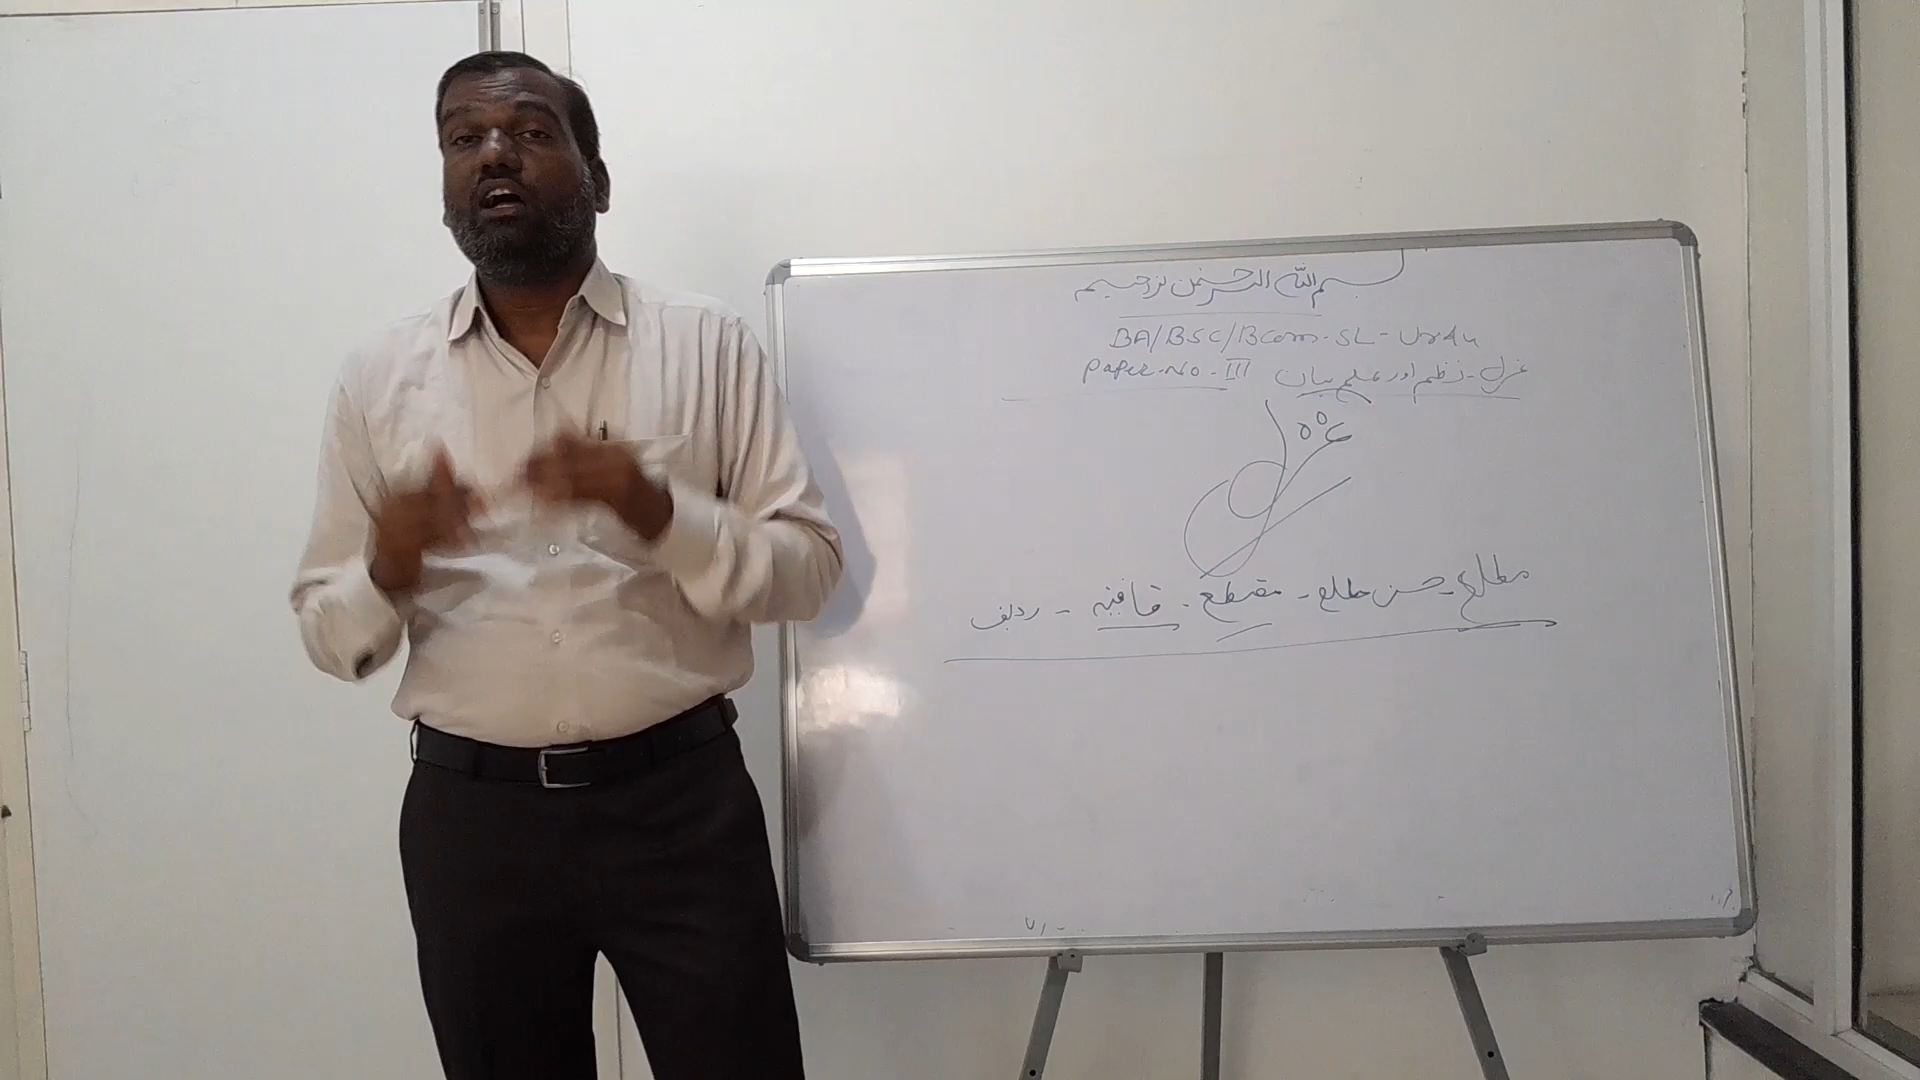 بسم اللہ الرحمن الرحیم
BA/BSC/BCom-SL-Urdu
Paper-No-III غزل-نظم اور علم بیان
غزل
مطلع-حسن مطلع-مقطع-قافیہ-ردیف